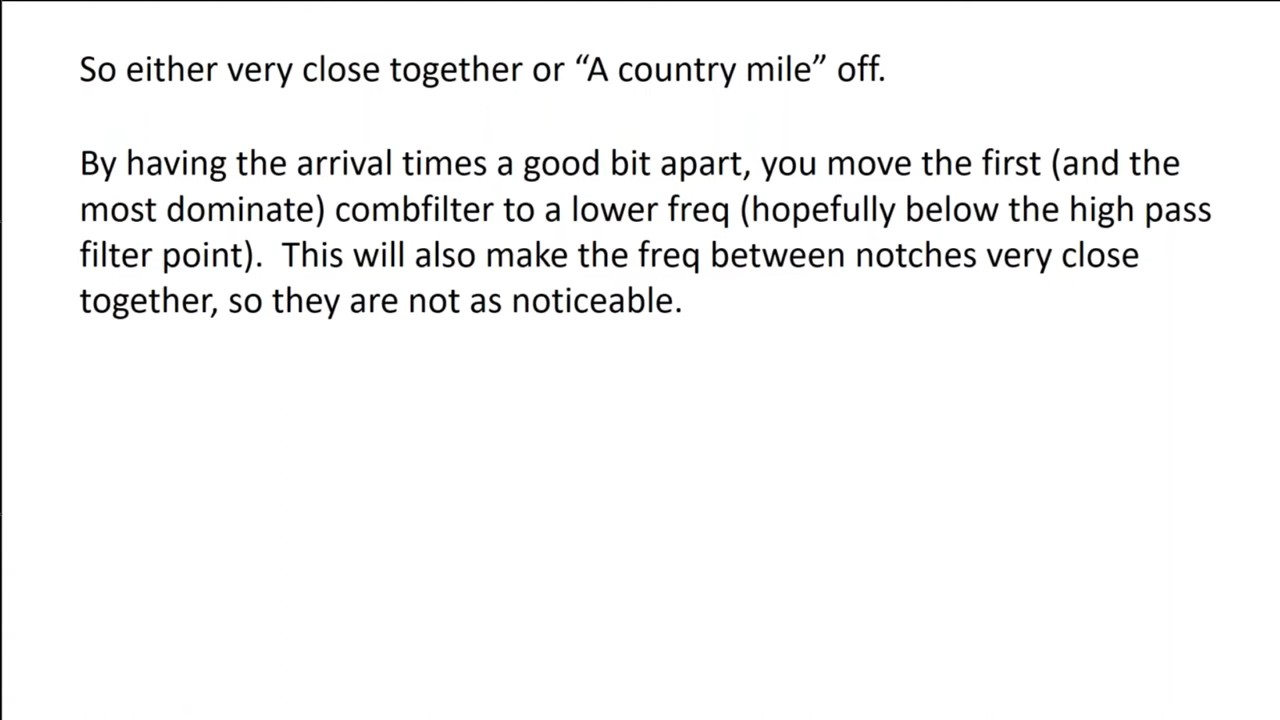 So either very close together or “A country mile” off.
By having the arrival times a good bit apart, you move the first (and the
most dominate) combfilter to a lower freq (hopefully below the high pass
filter point).  This will also make the freq between notches very close
together, so they are not as noticeable.